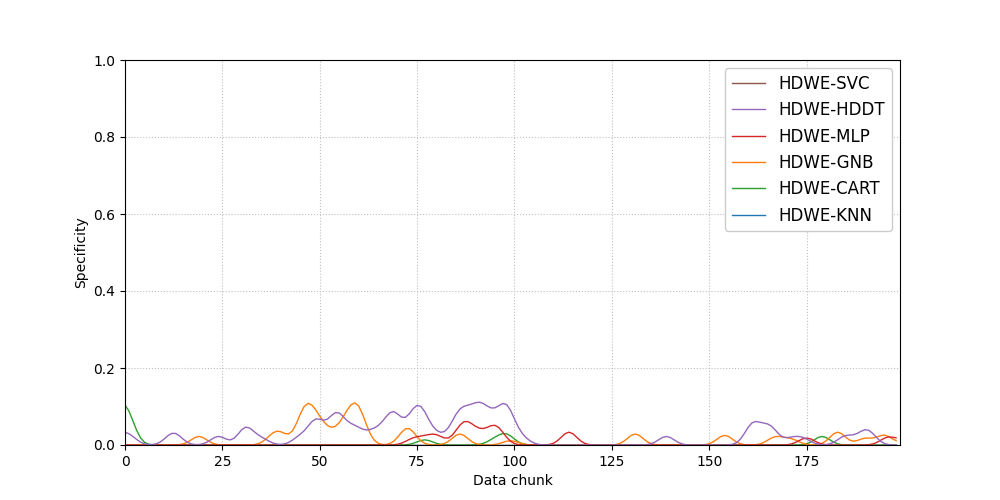 1.0
0.8
0.6
0.4
0.2
0.0
Specificity
0 25 50 75 100 125 150 175
Data chunk
HDWE-SVC
HDWE-HDDT
HDWE-MLP
HDWE-GNB
HDWE-CART
HDWE-KNN